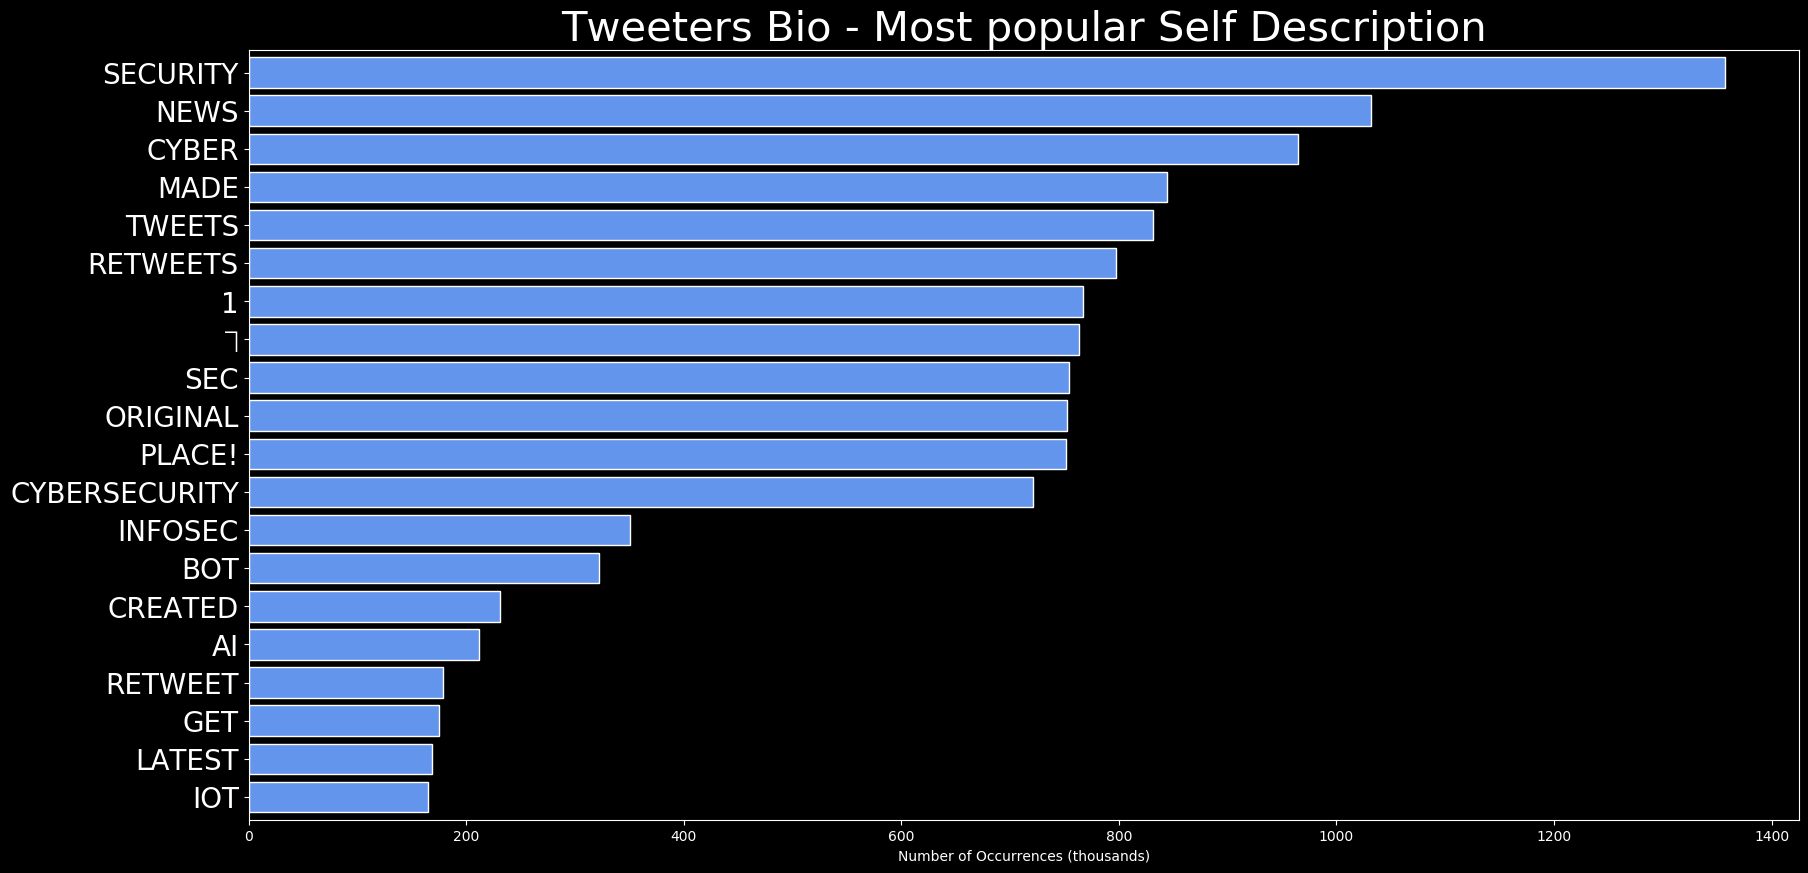 Tweeters Bio - Most popular Self Description
SECURITY
NEWS
CYBER
MADE
TWEETS
RETWEETS
1
SEC
ORIGINAL
PLACE!
CYBERSECURITY
INFOSEC
BOT
CREATED
AI
RETWEET
GET
LATEST
IOT
0 200 400 600 800 1000 1200 1400
Number of Occurrences (thousands)